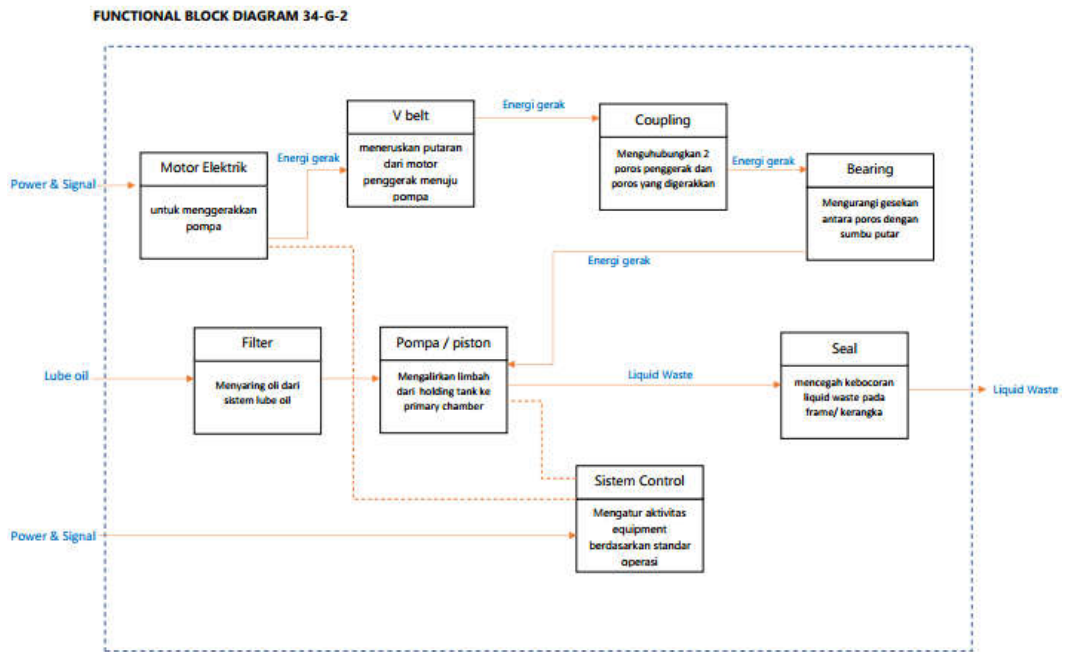 FUNCTIONAL BLOCK DIAGRAM 34-G-2
V belt
meneruskan putaran
dari motor
penggerak menuju
pompa
Energi gerak
Coupling
Menguhubungkan 2
poros penggerak dan
poros yang digerakkan
Energi gerak
Bearing
Mengurangi gesekan
antara poros dengan
sumbu putar
Power & Signal
Motor Elektrik
untuk menggerakkan
pompa
Energi gerak
Energi gerak
Lube oil
Filter
Menyaring oli dari
sistem lube oil
Pompa / piston
Mengalirkan limbah
dari holding tank ke
primary chamber
Liquid Waste
Seal
mencegah kebocoran
liquid waste pada
frame/ kerangka
Liquid Waste
Power & Signal
Sistem Control
Mengatur aktivitas
equipment
berdasarkan standar
operasi